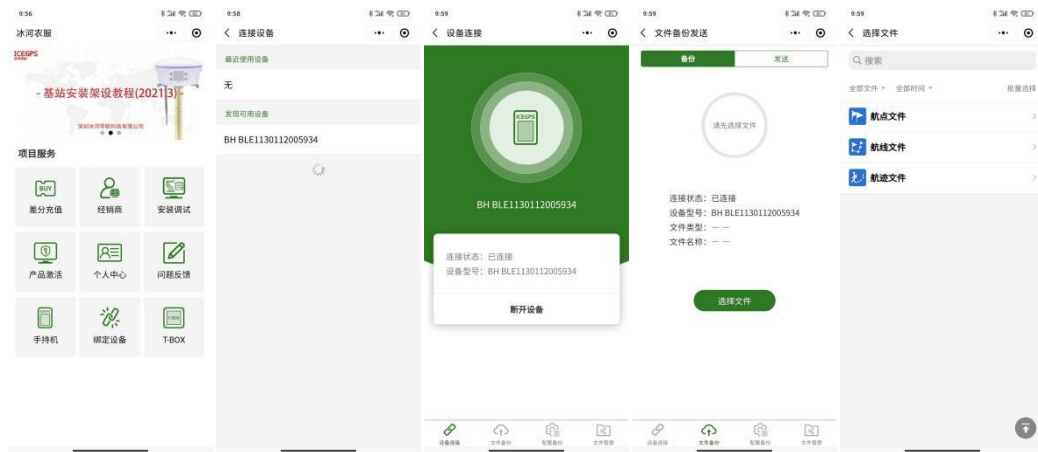 9:56
冰河农服
ICEGPS
- 基站安装架设教程(2021.3) -
深圳冰河导航科技有限公司
项目服务
BUY
差分充值
经销商
安装调试
产品激活
个人中心
问题反馈
手持机
绑定设备
T-BOX
T-BOX
9:58
连接设备
最近使用设备
无
发现可用设备
BH BLE1130112005934
9:59
设备连接
ICEGPS
BH BLE1130112005934
连接状态：已连接
设备型号：BH BLE1130112005934
断开设备
设备连接
文件备份
配置备份
文件管理
9:59
文件备份发送
备份
发送
请先选择文件
连接状态：已连接
设备型号：BH BLE1130112005934
文件类型：— —
文件名称：— —
选择文件
设备连接
文件备份
配置备份
文件管理
9:59
选择文件
搜索
全部文件
全部时间
批量选择
航点文件
航线文件
航迹文件